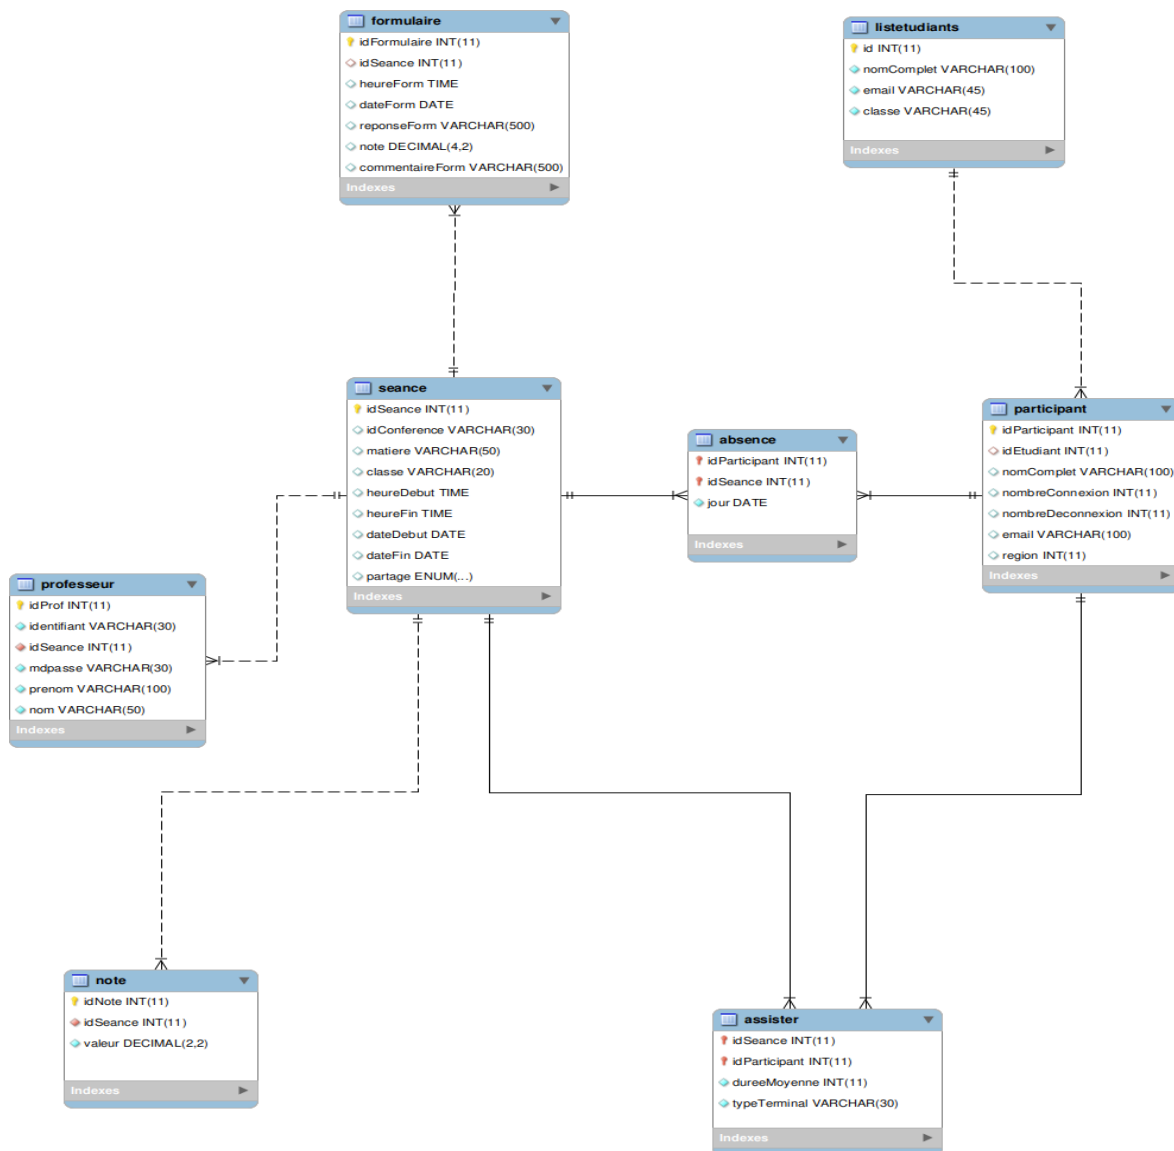 formulaire
idFormulaire INT(11)
idSeance INT(11)
heureForm TIME
dateForm DATE
reponseForm VARCHAR(500)
note DECIMAL(4,2)
commentaireForm VARCHAR(500)
Indexes
listetudiants
id INT(11)
nomComplet VARCHAR(100)
email VARCHAR(45)
classe VARCHAR(45)
Indexes
seance
idSeance INT(11)
idConference VARCHAR(30)
matiere VARCHAR(50)
classe VARCHAR(20)
heureDebut TIME
heureFin TIME
dateDebut DATE
dateFin DATE
partage ENUM(...)
Indexes
absence
idParticipant INT(11)
idSeance INT(11)
jour DATE
Indexes
participant
idParticipant INT(11)
idEtudiant INT(11)
nomComplet VARCHAR(100)
nombreConnexion INT(11)
nombreDeconnexion INT(11)
email VARCHAR(100)
region INT(11)
Indexes
professeur
idProf INT(11)
identifiant VARCHAR(30)
idSeance INT(11)
mdpasse VARCHAR(30)
prenom VARCHAR(100)
nom VARCHAR(50)
Indexes
note
idNote INT(11)
idSeance INT(11)
valeur DECIMAL(2,2)
Indexes
assister
idSeance INT(11)
idParticipant INT(11)
dureeMoyenne INT(11)
typeTerminal VARCHAR(30)
Indexes